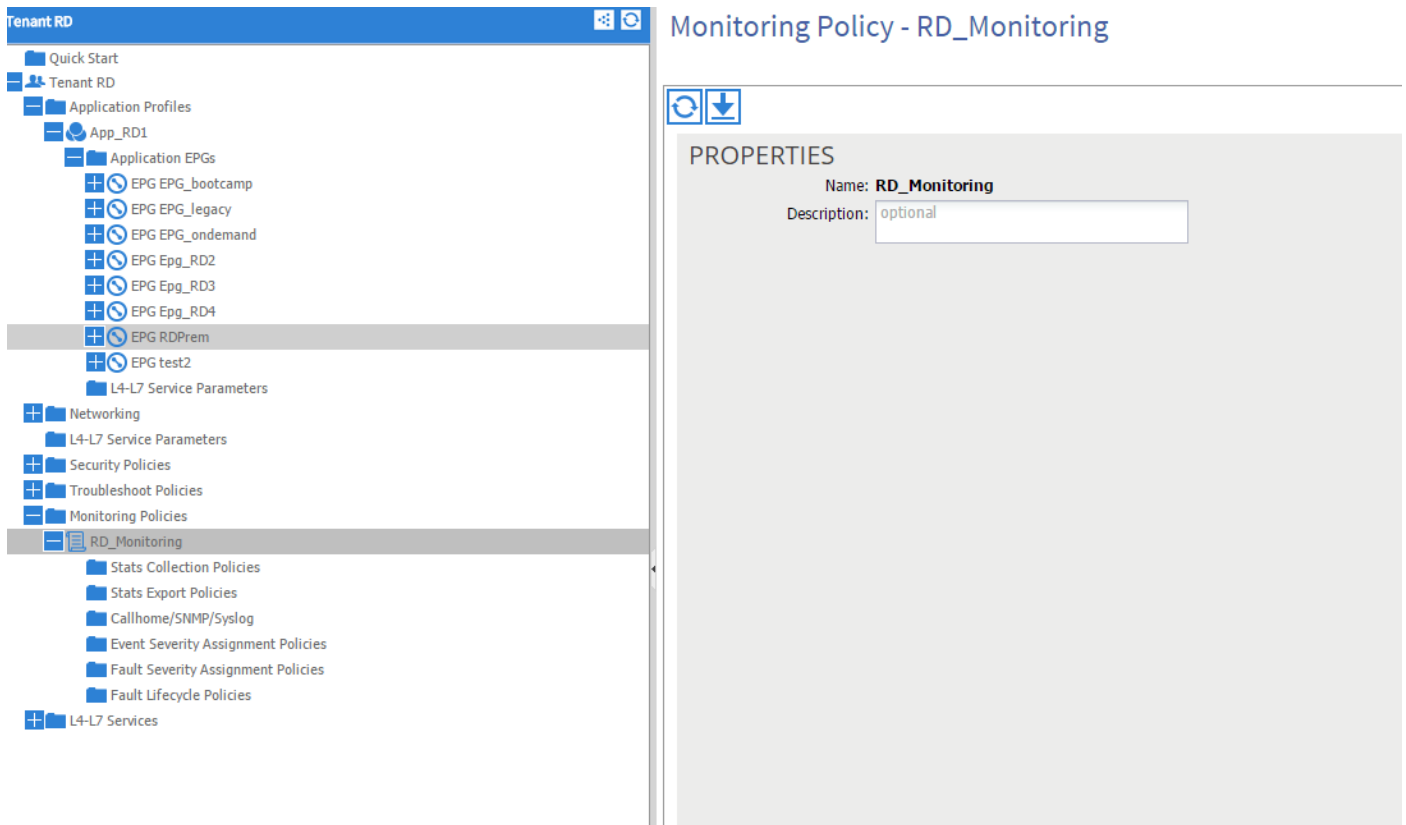 Tenant RD
Quick Start
Tenant RD
Application Profiles
App_RD1
Application EPGs
EPG EPG_bootcamp
EPG EPG_legacy
EPG EPG_ondemand
EPG Epg_RD2
EPG Epg_RD3
EPG Epg_RD4
EPG RDPrem
EPG test2
L4-L7 Service Parameters
Networking
L4-L7 Service Parameters
Security Policies
Troubleshoot Policies
Monitoring Policies
RD_Monitoring
Stats Collection Policies
Stats Export Policies
Callhome/SNMP/Syslog
Event Severity Assignment Policies
Fault Severity Assignment Policies
Fault Lifecycle Policies
L4-L7 Services
Monitoring Policy - RD_Monitoring
PROPERTIES
Name: RD_Monitoring
Description: optional